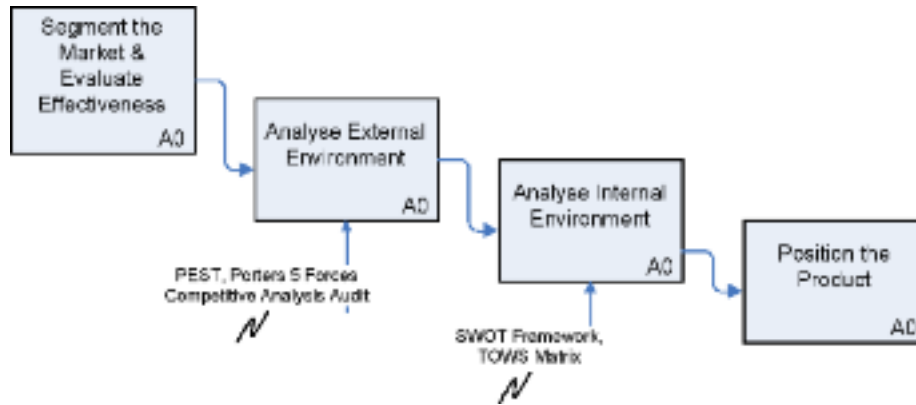 Segment the
Market &
Evaluate
Effectiveness
A0
Analyse External
Environment
A0
PEST, Porters 5 Forces
Competitive Analysis Audit
Analyse Internal
Environment
A0
SWOT Framework,
TOWS Matrix
Position the
Product
A0